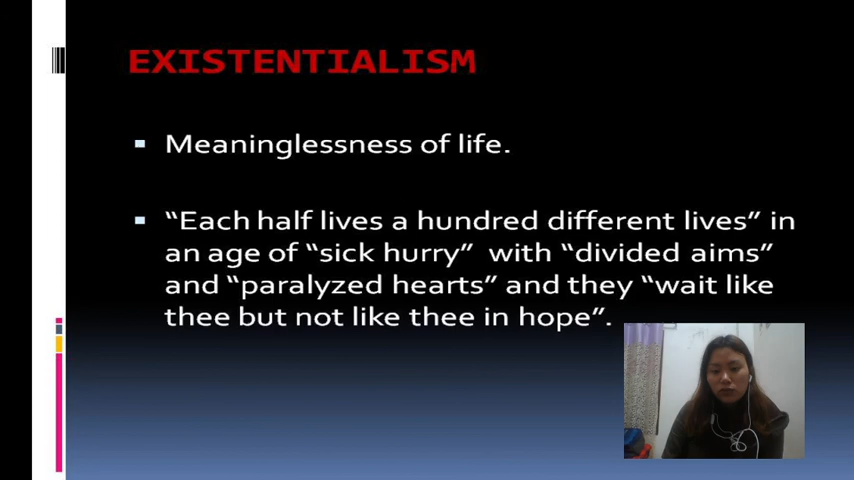 EXISTENTIALISM
Meaninglessness of life.
“Each half lives a hundred different lives” in
an age of “sick hurry” with “divided aims”
and “paralyzed hearts” and they “wait like
thee but not like thee in hope”.